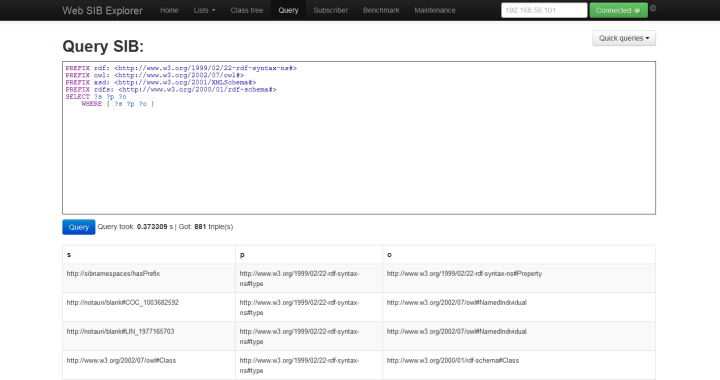 Web SIB Explorer Home Lists Class tree Query Subscriber Benchmark Maintenance 192.168.56.101 Connected
Query SIB:
Quick queries
PREFIX rdf: <http://www.w3.org/1999/02/22-rdf-syntax-ns#>
PREFIX owl: <http://www.w3.org/2002/07/owl#>
PREFIX xsd: <http://www.w3.org/2001/XMLSchema#>
PREFIX rdfs: <http://www.w3.org/2000/01/rdf-schema#>
SELECT ?s ?p ?o
WHERE { ?s ?p ?o }
Query Query took: 0.373309 s | Got: 881 triple(s)
s p o
http://sibnamespaces/hasPrefix http://www.w3.org/1999/02/22-rdf-syntax- http://www.w3.org/1999/02/22-rdf-syntax-ns#Property
ns#type
http://notauri/blank#COC_1003682592 http://www.w3.org/1999/02/22-rdf-syntax- http://www.w3.org/2002/07/owl#NamedIndividual
ns#type
http://notauri/blank#LIN_1977165703 http://www.w3.org/1999/02/22-rdf-syntax- http://www.w3.org/2002/07/owl#NamedIndividual
ns#type
http://www.w3.org/2002/07/owl#Class http://www.w3.org/1999/02/22-rdf-syntax- http://www.w3.org/2000/01/rdf-schema#Class
ns#type